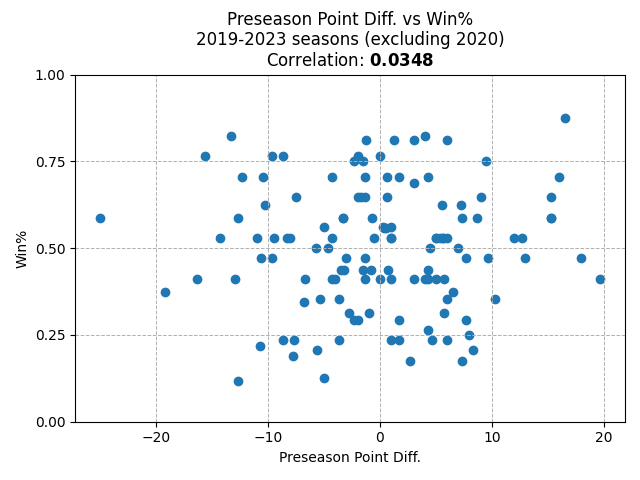 Preseason Point Diff. vs Win%
2019-2023 seasons (excluding 2020)
Correlation: 0.0348
1.00
0.75
0.50
0.25
0.00
Win%
−20
−10
0
10
20
Preseason Point Diff.